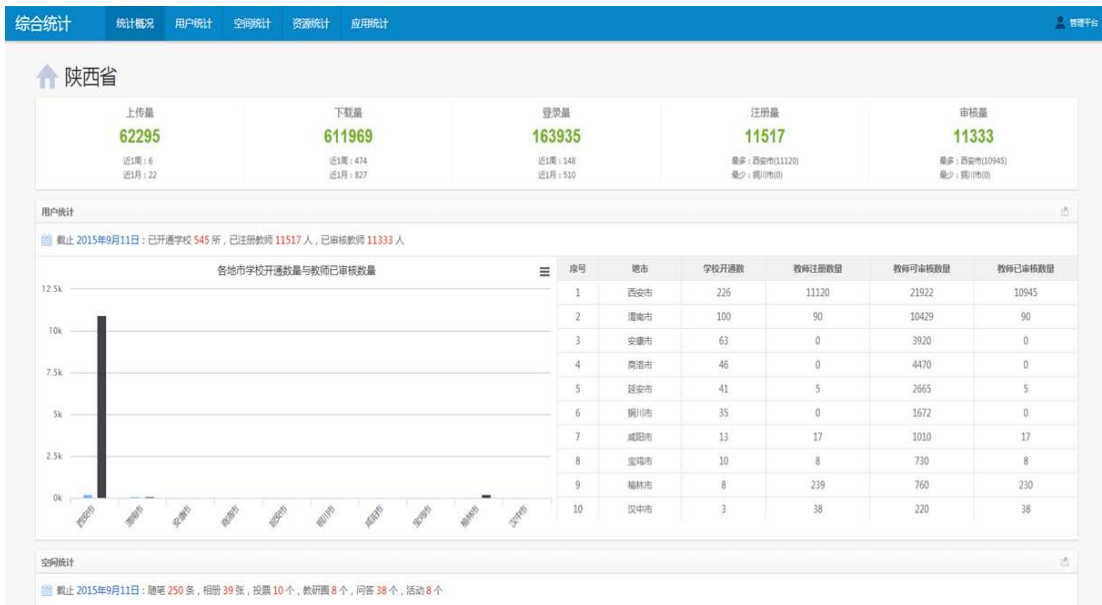 综合统计 统计概况 用户统计 空间统计 资源统计 应用统计 管理平台
陕西省
上传量 下载量 登录量 注册量 审核量
62295 611969 163935 11517 11333
近1周：6 近1周：474 近1周：148 最多：西安市(11120) 最多：西安市(10945)
近1月：22 近1月：827 近1月：510 最少：铜川市(0) 最少：铜川市(0)
用户统计
截止 2015年9月11日：已开通学校 545 所，已注册教师 11517 人，已审核教师 11333 人
各地市学校开通数量与教师已审核数量
12.5k
10k
7.5k
5k
2.5k
0k
西安市 渭南市 安康市 商洛市 延安市 铜川市 咸阳市 宝鸡市 榆林市 汉中市
序号 地市 学校开通数 教师注册数量 教师可审核数量 教师已审核数量
1 西安市 226 11120 21922 10945
2 渭南市 100 90 10429 90
3 安康市 63 0 3920 0
4 商洛市 46 0 4470 0
5 延安市 41 5 2665 5
6 铜川市 35 0 1672 0
7 咸阳市 13 17 1010 17
8 宝鸡市 10 8 730 8
9 榆林市 8 239 760 230
10 汉中市 3 38 220 38
空间统计
截止 2015年9月11日：随笔 250 条，相册 39 张，投票 10 个，教研圈 8 个，问答 38 个，活动 8 个